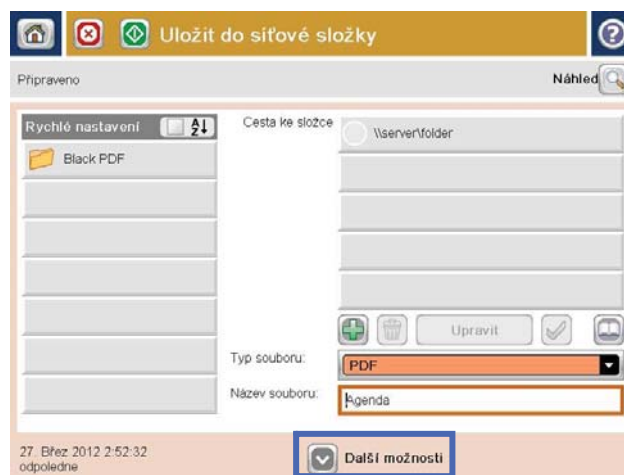 Uložit do síťové složky
?
Připraveno
Náhled
Rychlé nastavení
A
Z
Cesta ke složce
\\server\folder
Black PDF
Upravit
Typ souboru:
PDF
Název souboru:
Agenda
27. Břez 2012 2:52:32
odpoledne
Další možnosti